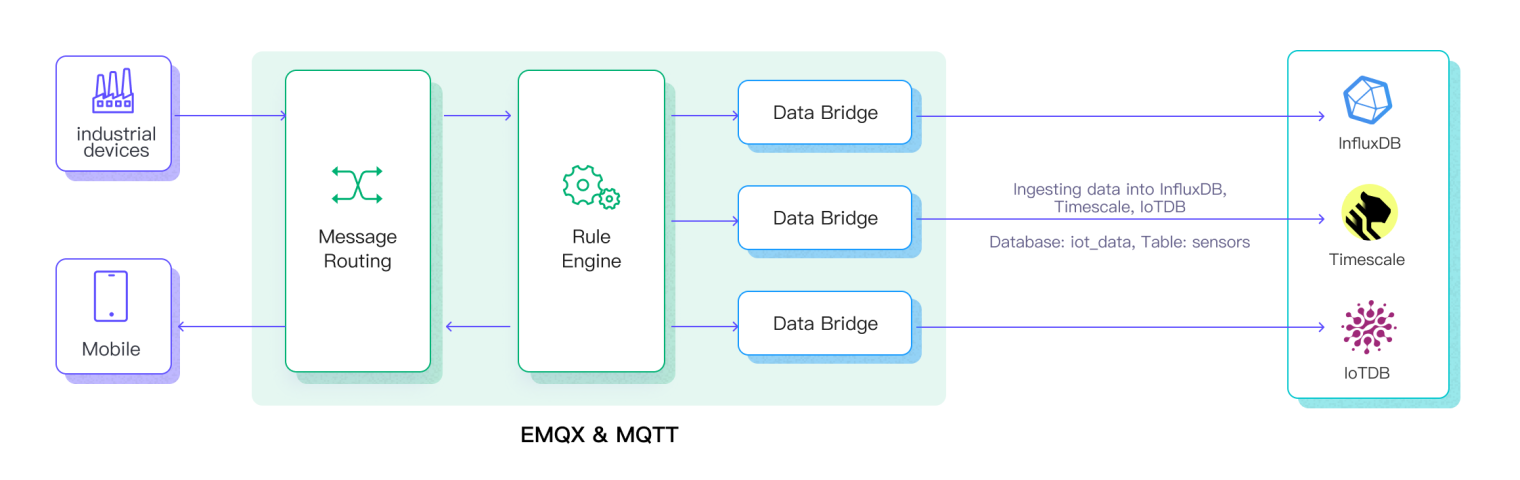 industrial
devices
Mobile
Message
Routing
Rule
Engine
Data Bridge
Data Bridge
Data Bridge
Ingesting data into InfluxDB,
Timescale, IoTDB
Database: iot_data, Table: sensors
InfluxDB
Timescale
IoTDB
EMQX & MQTT